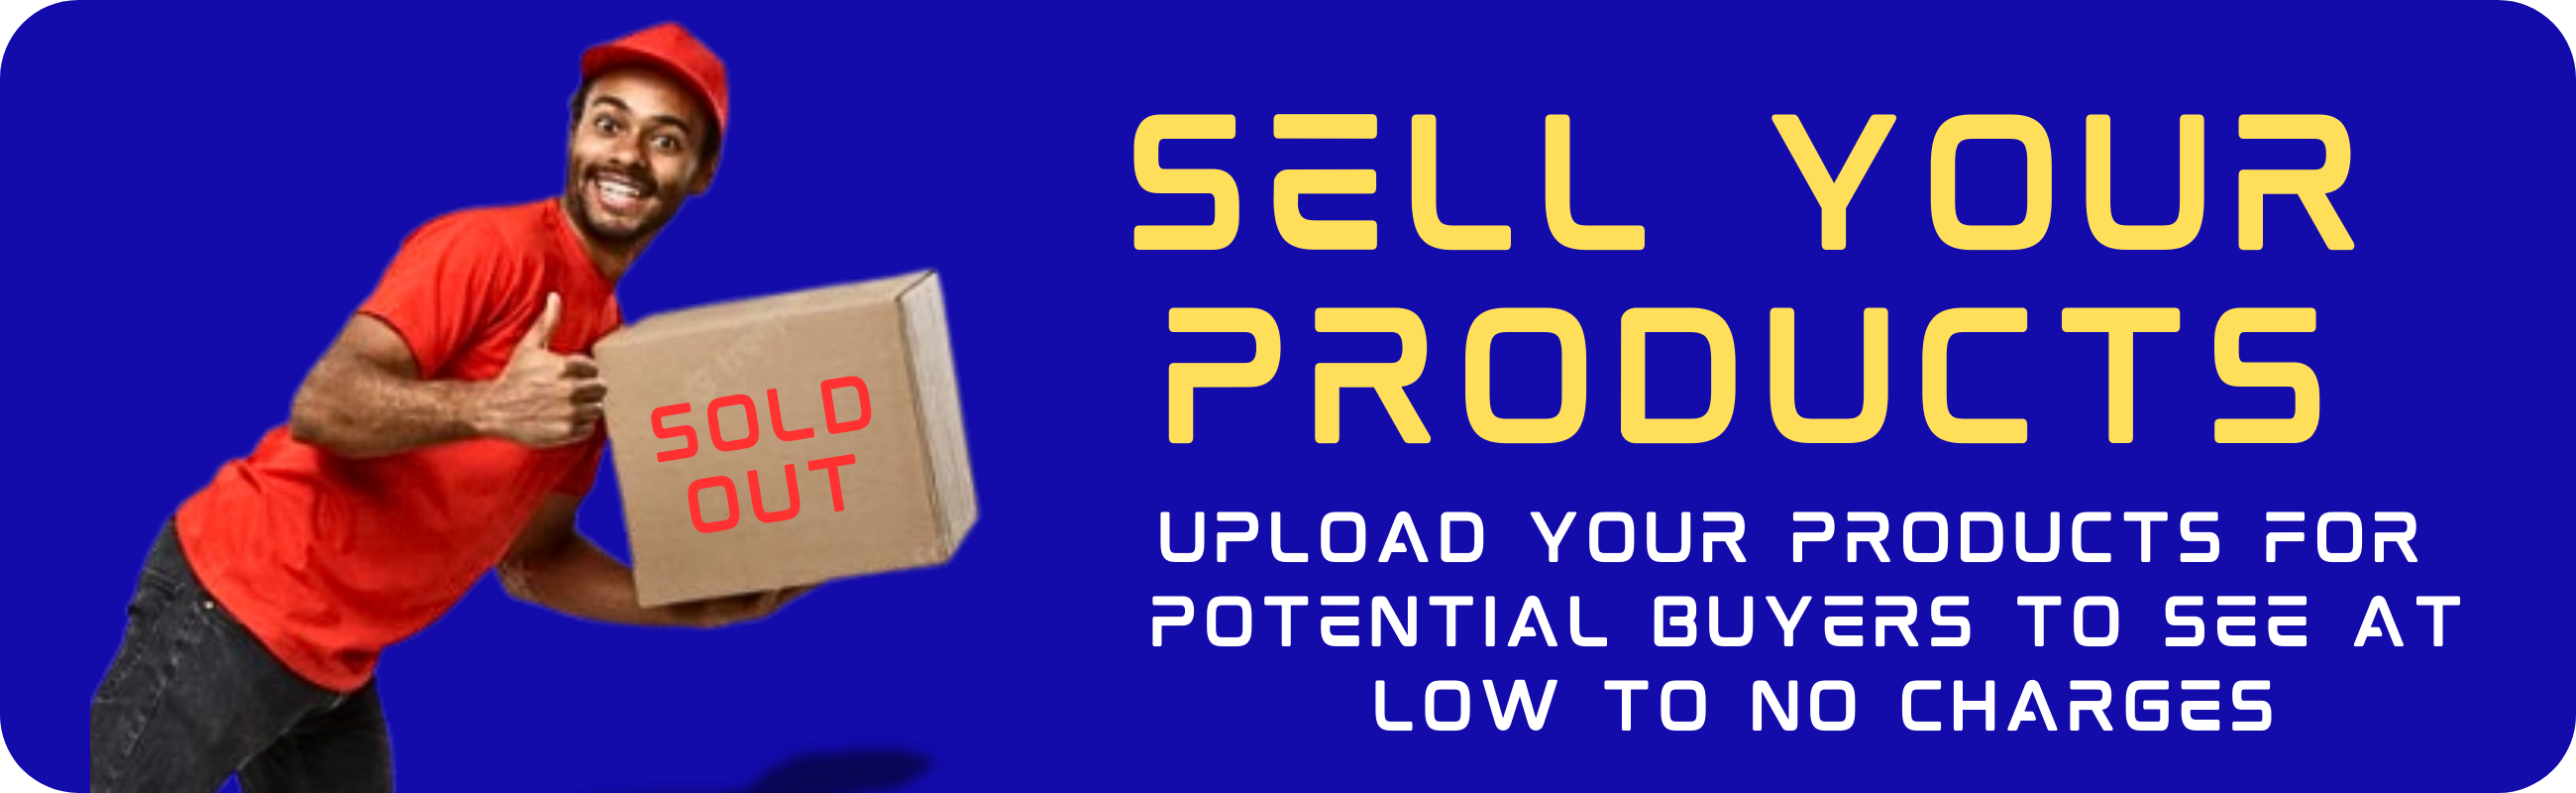 SOLD
OUT
SELL YOUR
PRODUCTS
UPLOAD YOUR PRODUCTS FOR
POTENTIAL BUYERS TO SEE AT
LOW TO NO CHARGES